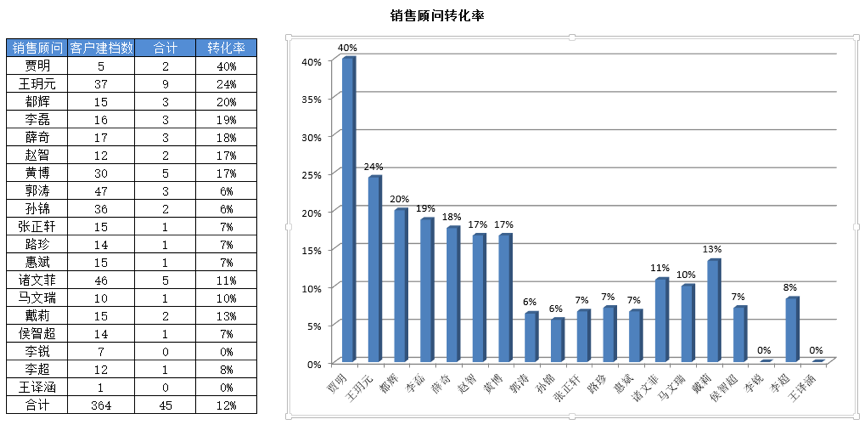 销售顾问转化率
销售顾问 客户建档数 合计 转化率
贾明 5 2 40%
王玥元 37 9 24%
都辉 15 3 20%
李磊 16 3 19%
薛奇 17 3 18%
赵智 12 2 17%
黄博 30 5 17%
郭涛 47 3 6%
孙锦 36 2 6%
张正轩 15 1 7%
路珍 14 1 7%
惠斌 15 1 7%
诸文菲 46 5 11%
马文瑞 10 1 10%
戴莉 15 2 13%
侯智超 14 1 7%
李锐 7 0 0%
李超 12 1 8%
王译涵 1 0 0%
合计 364 45 12%
40%
35%
30%
25%
20%
15%
10%
5%
0%
40% 24% 20% 19% 18% 17% 17% 6% 6% 7% 7% 7% 11% 10% 13% 7% 0% 8% 0%
贾明 王玥元 都辉 李磊 薛奇 赵智 黄博 郭涛 孙锦 张正轩 路珍 惠斌 诸文菲 马文瑞 戴莉 侯智超 李锐 李超 王译涵